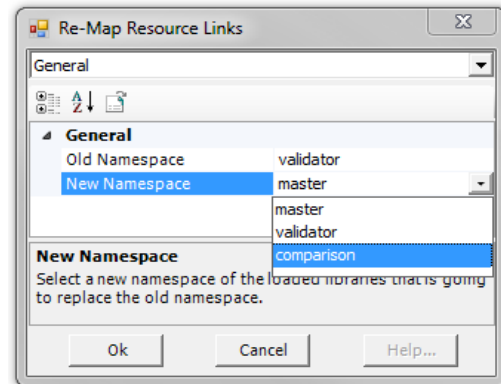 Re-Map Resource Links
General
General
Old Namespace validator
New Namespace master
master
validator
comparison
New Namespace
Select a new namespace of the loaded libraries that is going
to replace the old namespace.
Ok Cancel Help...